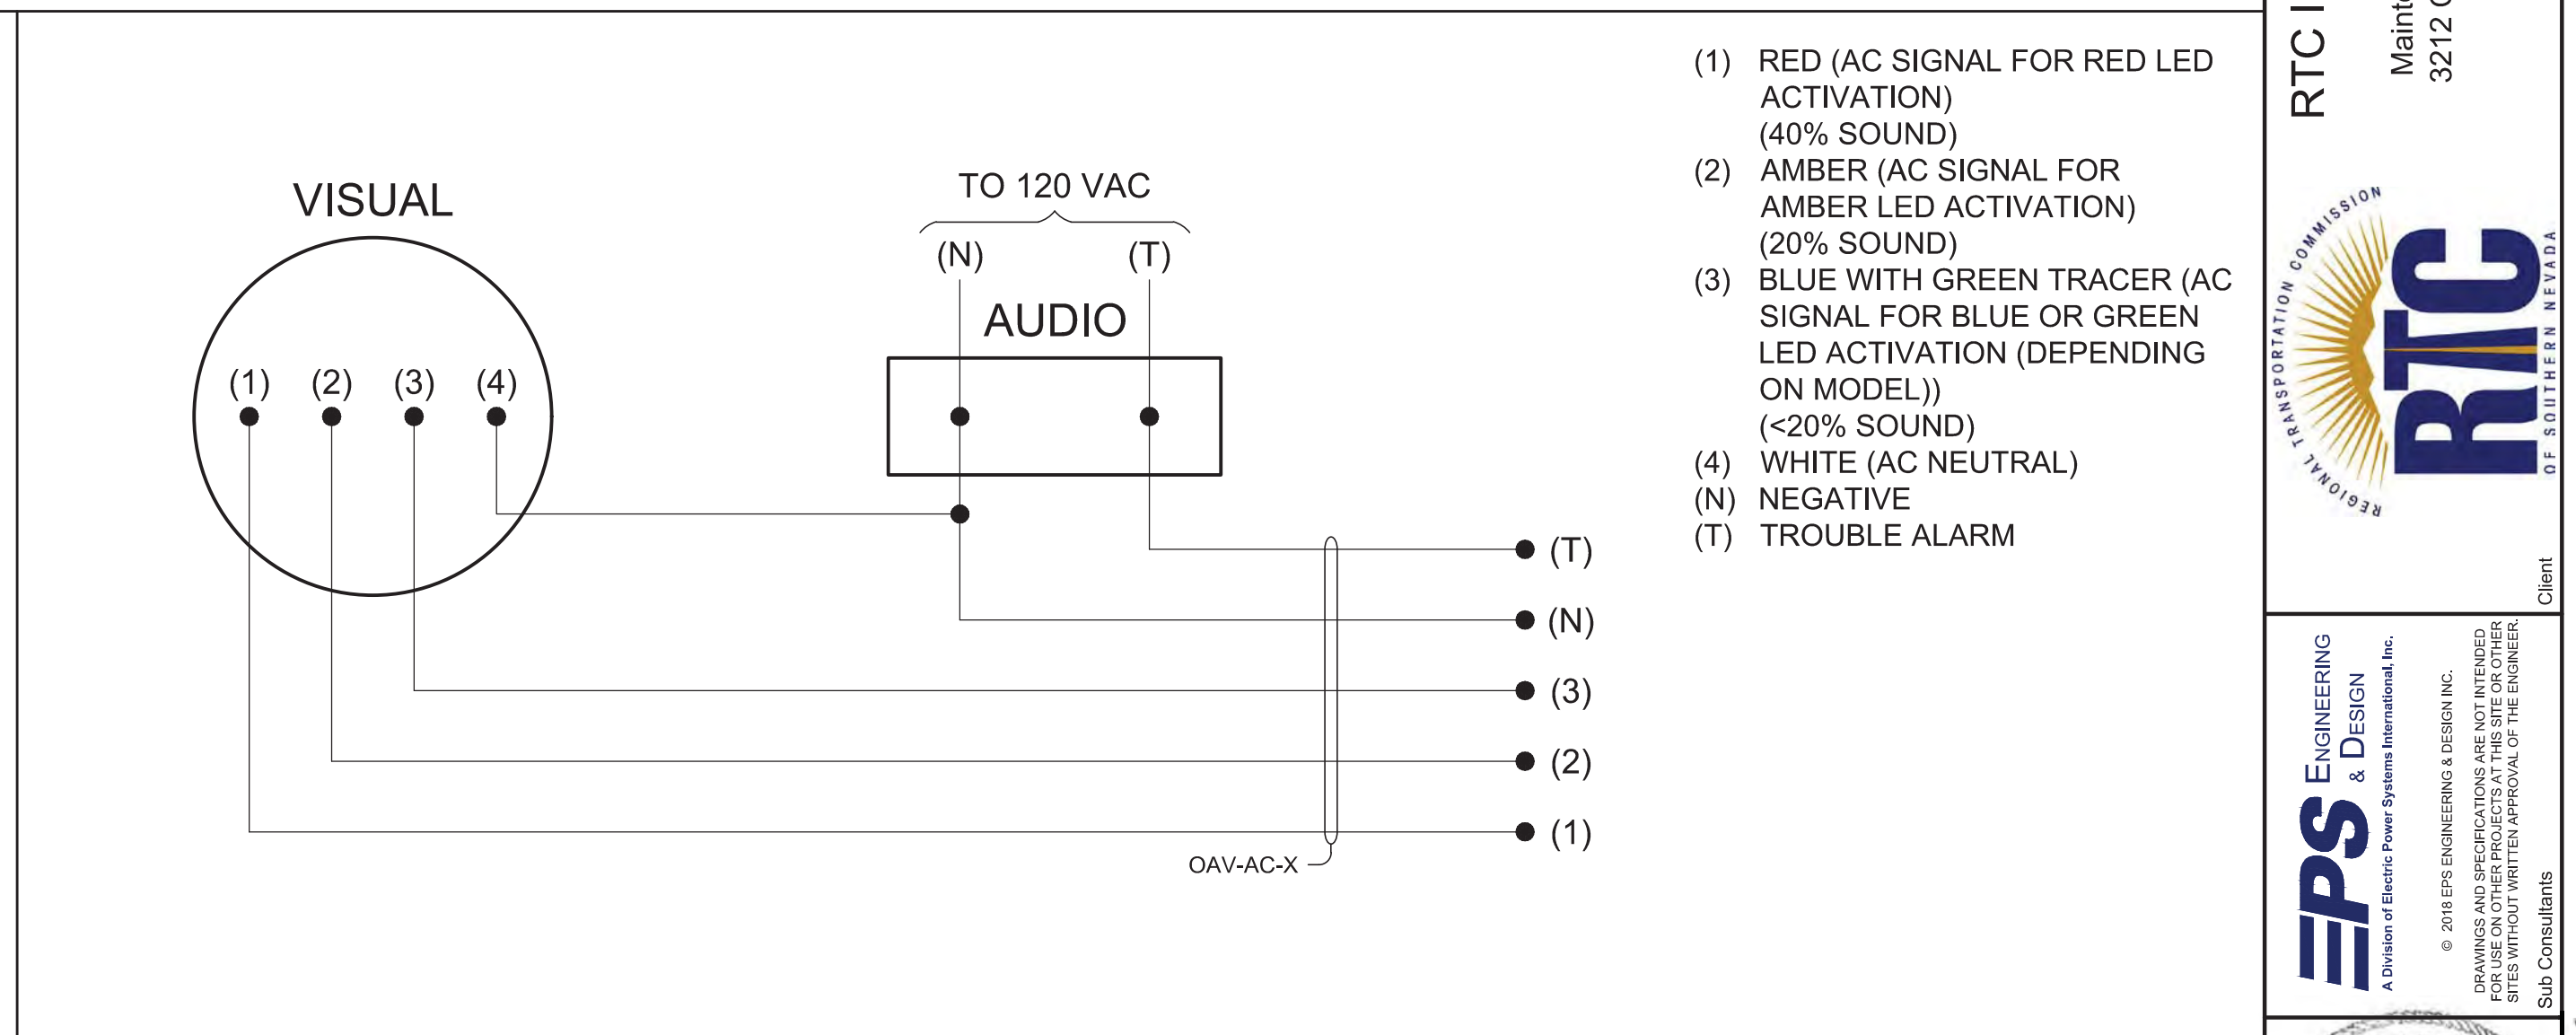 VISUAL
(1) (2) (3) (4)
TO 120 VAC
(N) (T)
AUDIO
(T)
(N)
(3)
(2)
(1)
OAV-AC-X
(1) RED (AC SIGNAL FOR RED LED
ACTIVATION)
(40% SOUND)
(2) AMBER (AC SIGNAL FOR
AMBER LED ACTIVATION)
(20% SOUND)
(3) BLUE WITH GREEN TRACER (AC
SIGNAL FOR BLUE OR GREEN
LED ACTIVATION (DEPENDING
ON MODEL))
(<20% SOUND)
(4) WHITE (AC NEUTRAL)
(N) NEGATIVE
(T) TROUBLE ALARM
RTC
3212
REGIONAL TRANSPORTATION COMMISSION
RTC
OF SOUTHERN NEVADA
Client
EPS ENGINEERING
& DESIGN
A Division of Electric Power Systems International, Inc.
© 2018 EPS ENGINEERING & DESIGN INC.
DRAWINGS AND SPECIFICATIONS ARE NOT INTENDED
FOR USE ON OTHER PROJECTS AT THIS SITE OR OTHER
SITES WITHOUT WRITTEN APPROVAL OF THE ENGINEER.
Sub Consultants